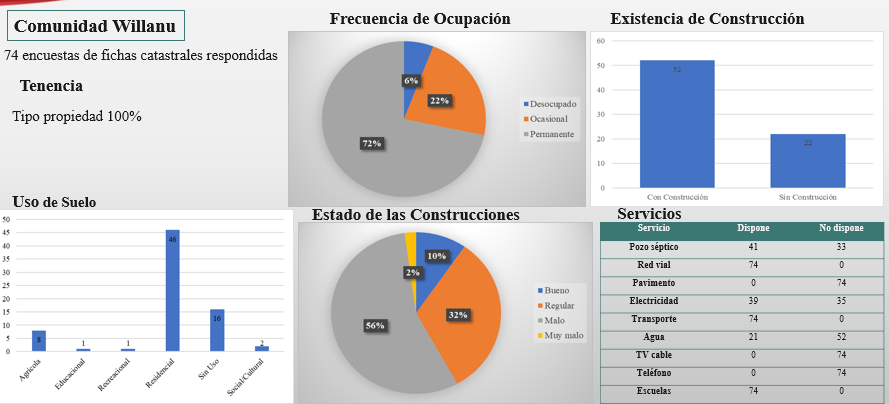 Comunidad Willanu
74 encuestas de fichas catastrales respondidas
Tenencia
Tipo propiedad 100%
Frecuencia de Ocupación
6%
22%
72%
Desocupado
Ocasional
Permanente
Existencia de Construcción
60
50
40
30
20
10
0
52
22
Con Construcción
Sin Construcción
Uso de Suelo
50
45
40
35
30
25
20
15
10
5
0
8
1
1
46
16
2
Agrícola
Educacional
Recreacional
Residencial
Sin Uso
Social/Cultural
Estado de las Construcciones
10%
32%
56%
2%
Bueno
Regular
Malo
Muy malo
Servicios
Servicio Dispone No dispone
Pozo séptico 41 33
Red vial 74 0
Pavimento 0 74
Electricidad 39 35
Transporte 74 0
Agua 21 52
TV cable 0 74
Teléfono 0 74
Escuelas 74 0